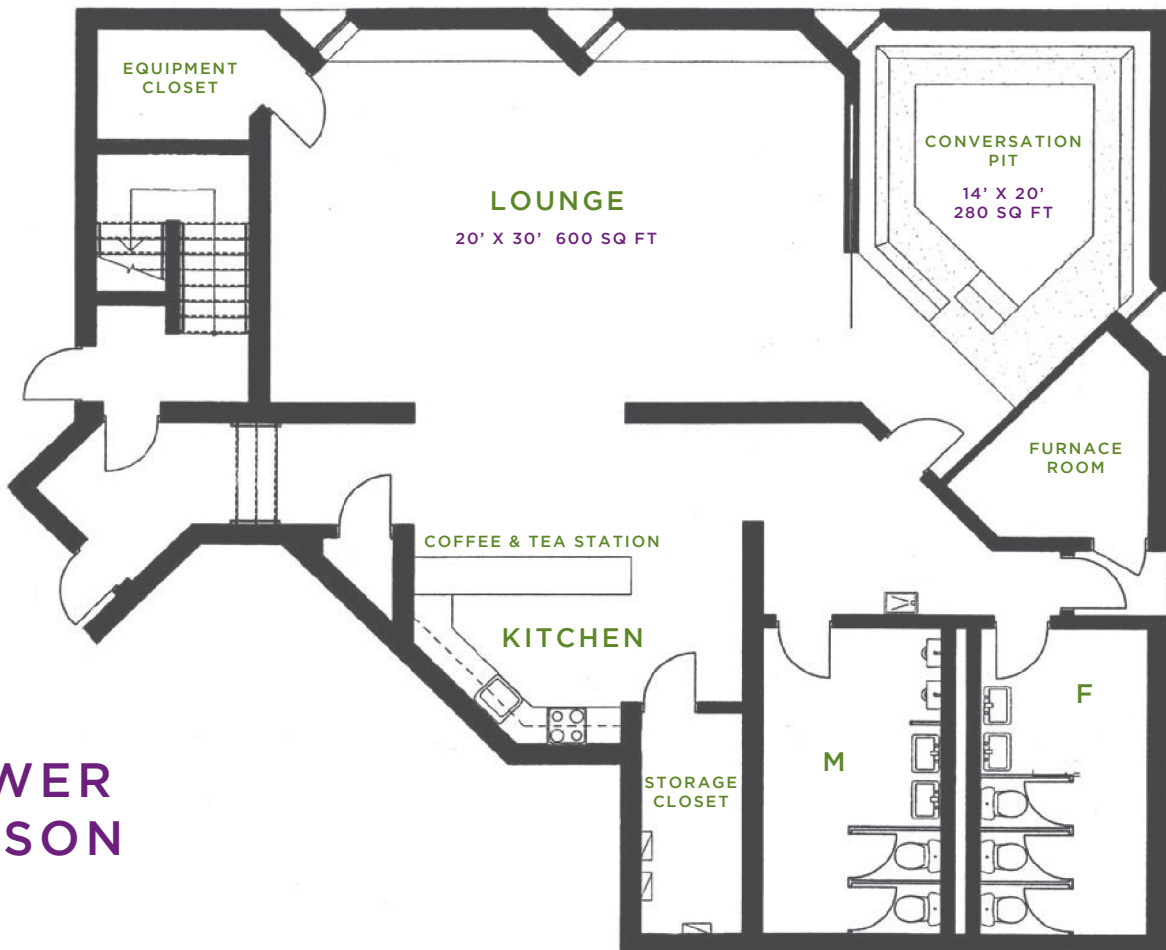 EQUIPMENT
CLOSET
LOUNGE
20’ X 30’ 600 SQ FT
CONVERSATION
PIT
14’ X 20’
280 SQ FT
FURNACE
ROOM
COFFEE & TEA STATION
KITCHEN
STORAGE
CLOSET
M
F
WER
SON